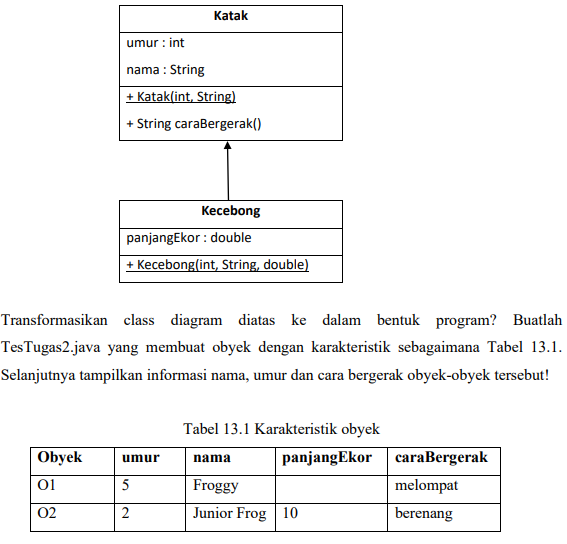 Katak
umur : int
nama : String
+ Katak(int, String)
+ String caraBergerak()
Kecebong
panjangEkor : double
+ Kecebong(int, String, double)
Transformasikan class diagram diatas ke dalam bentuk program? Buatlah
TesTugas2.java yang membuat obyek dengan karakteristik sebagaimana Tabel 13.1.
Selanjutnya tampilkan informasi nama, umur dan cara bergerak obyek-obyek tersebut!
Tabel 13.1 Karakteristik obyek
Obyek umur nama panjangEkor caraBergerak
O1 5 Froggy melompat
O2 2 Junior Frog 10 berenang